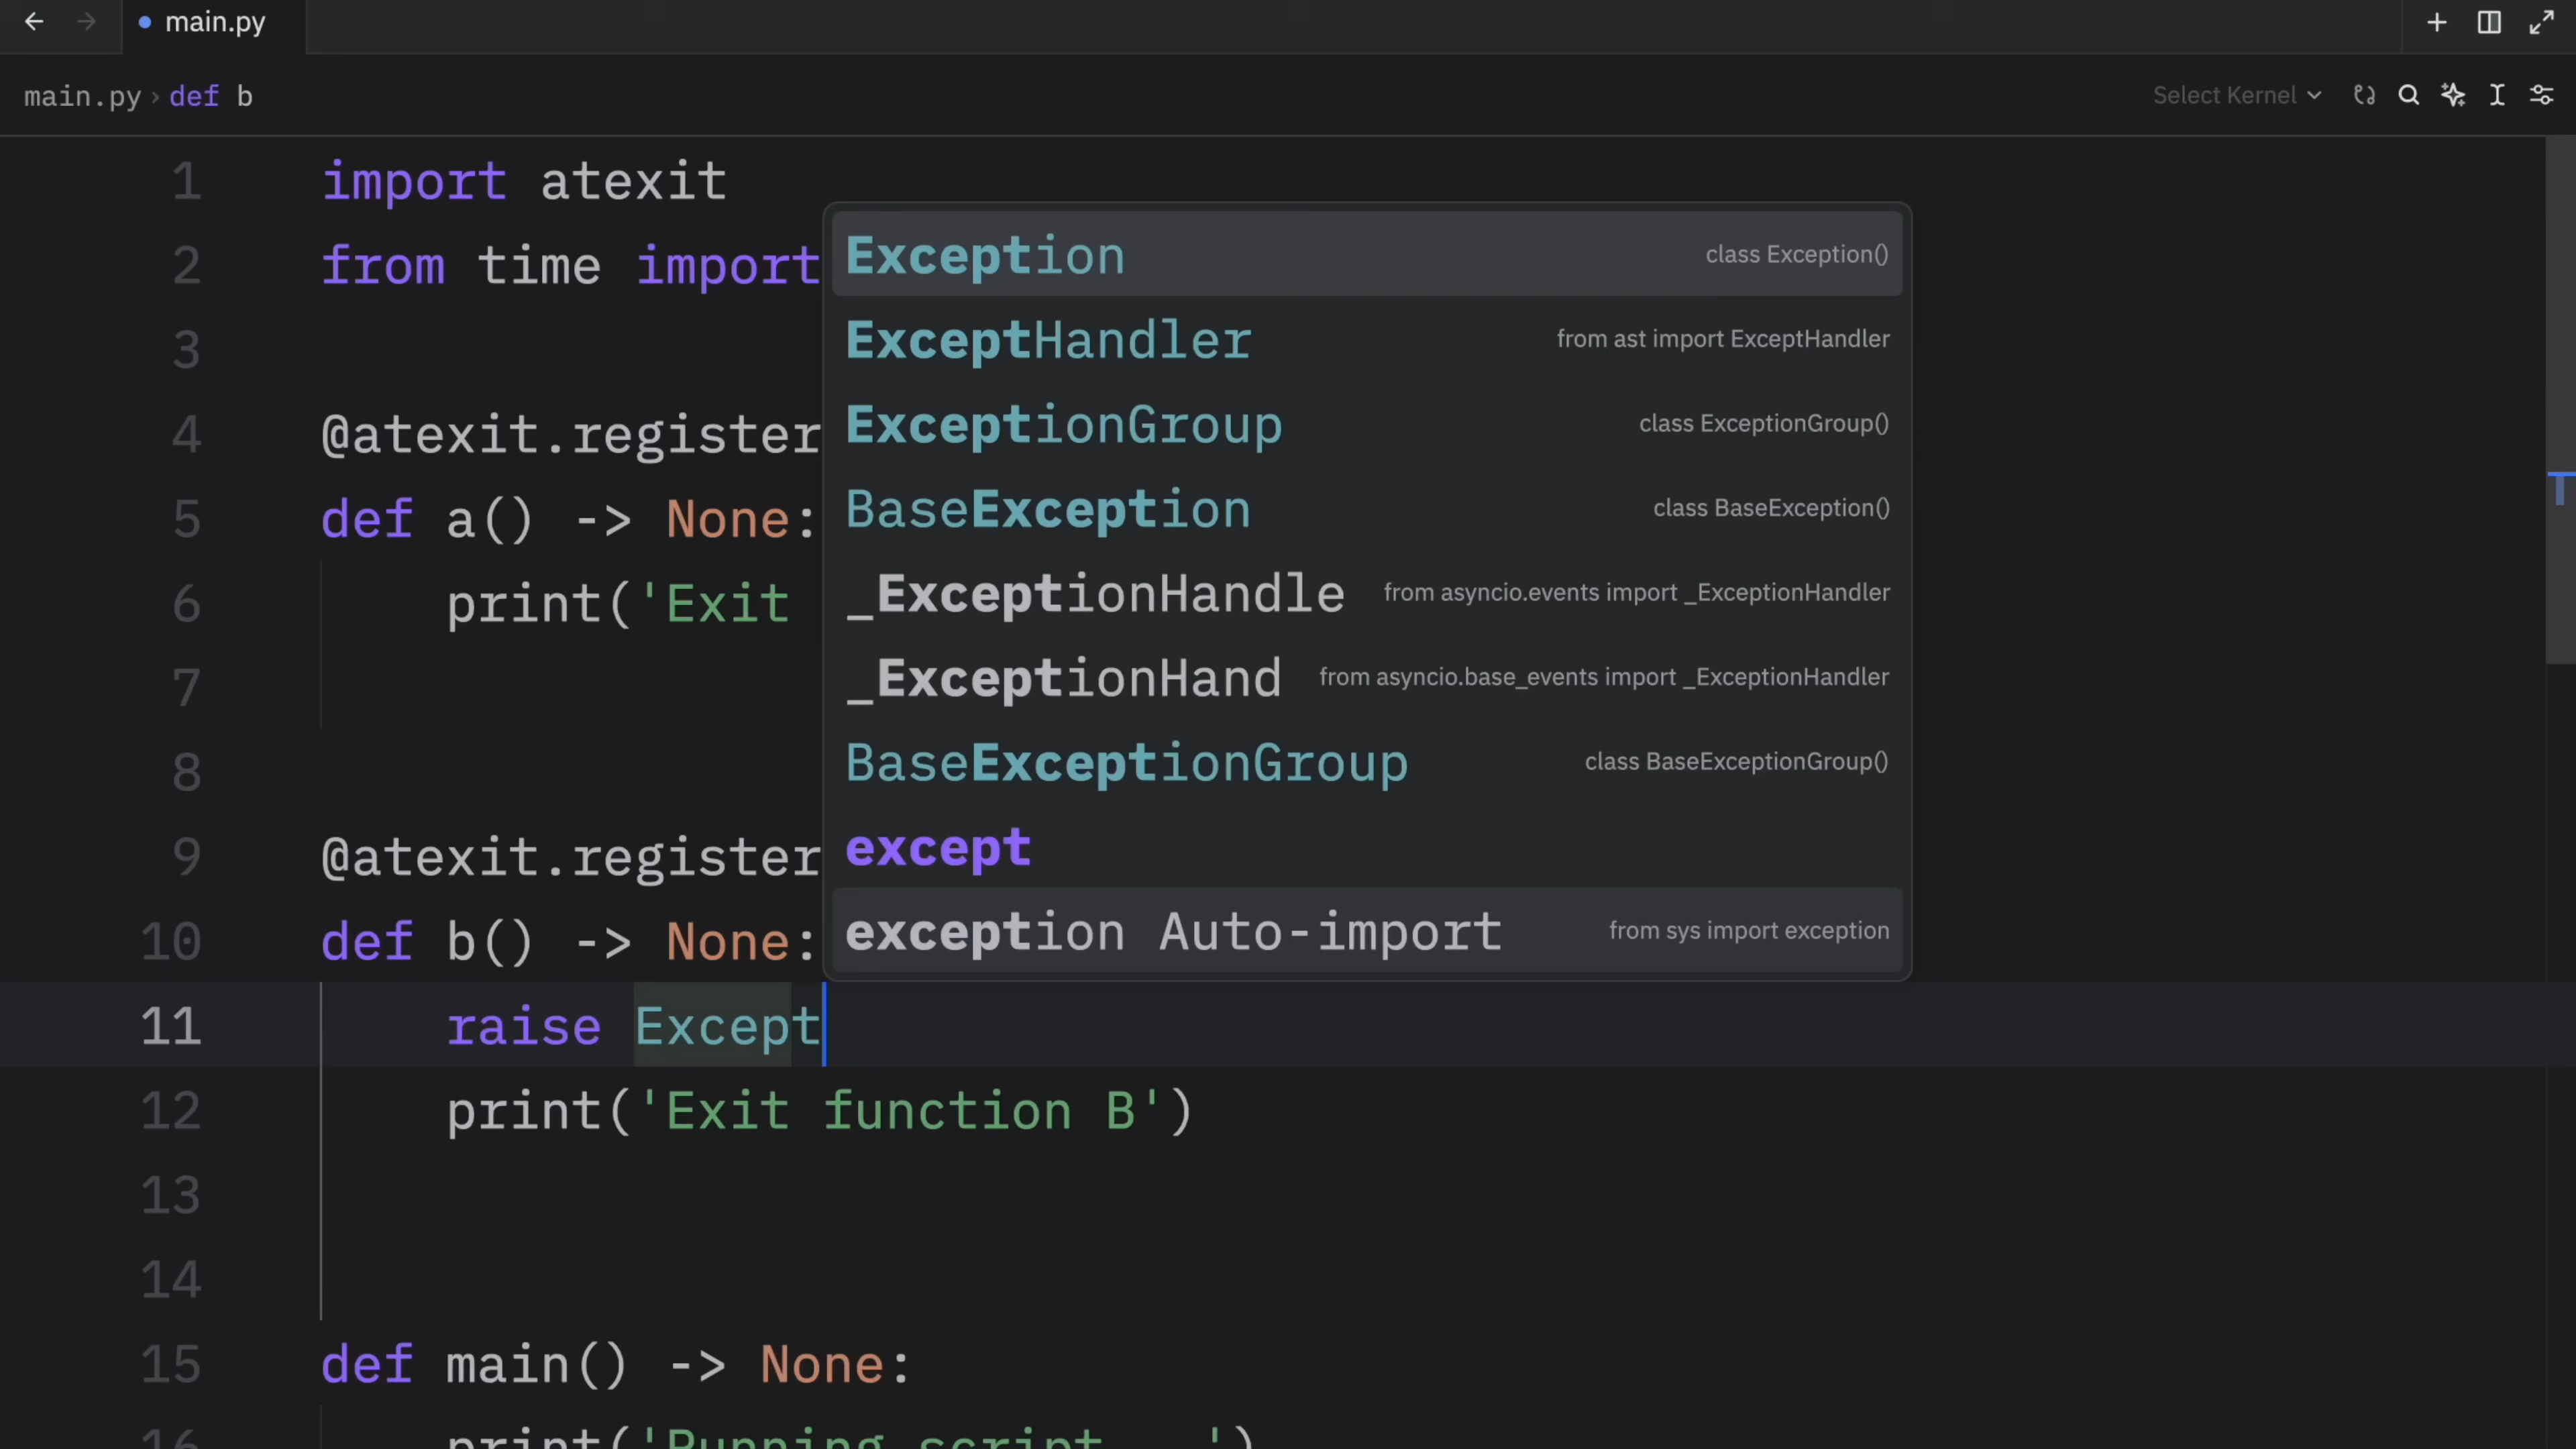 main.py
main.py › def b
Select Kernel
1 import atexit
2 from time import
3
4 @atexit.register
5 def a() -> None:
6 print('Exit
7
8
9 @atexit.register
10 def b() -> None:
Exception class Exception()
ExceptHandler from ast import ExceptHandler
ExceptionGroup class ExceptionGroup()
BaseException class BaseException()
_ExceptionHandle from asyncio.events import _ExceptionHandler
_ExceptionHand from asyncio.base_events import _ExceptionHandler
BaseExceptionGroup class BaseExceptionGroup()
except
exception Auto-import from sys import exception
11 raise Except
12 print('Exit function B')
13
14
15 def main() -> None:
16 print('Running script...')